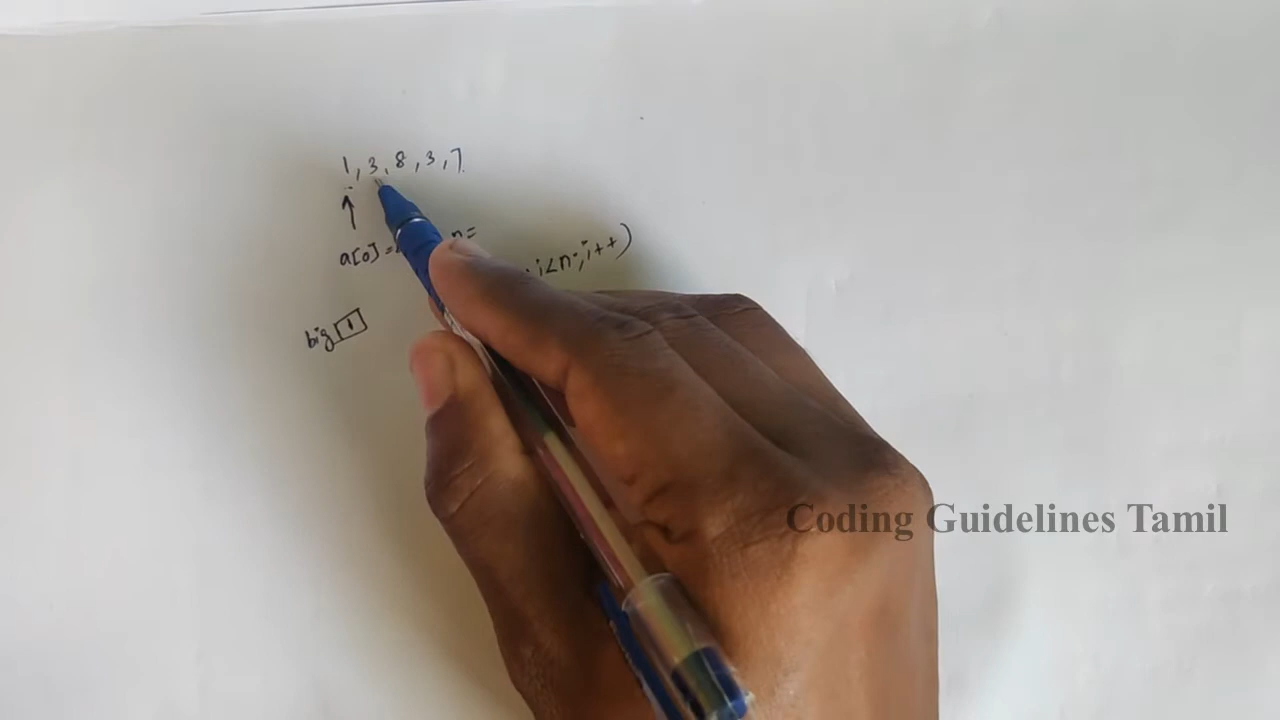 1, 3, 8, 3, 7.
a[0] = n=
i<n; i++)
big 1
Coding Guidelines Tamil